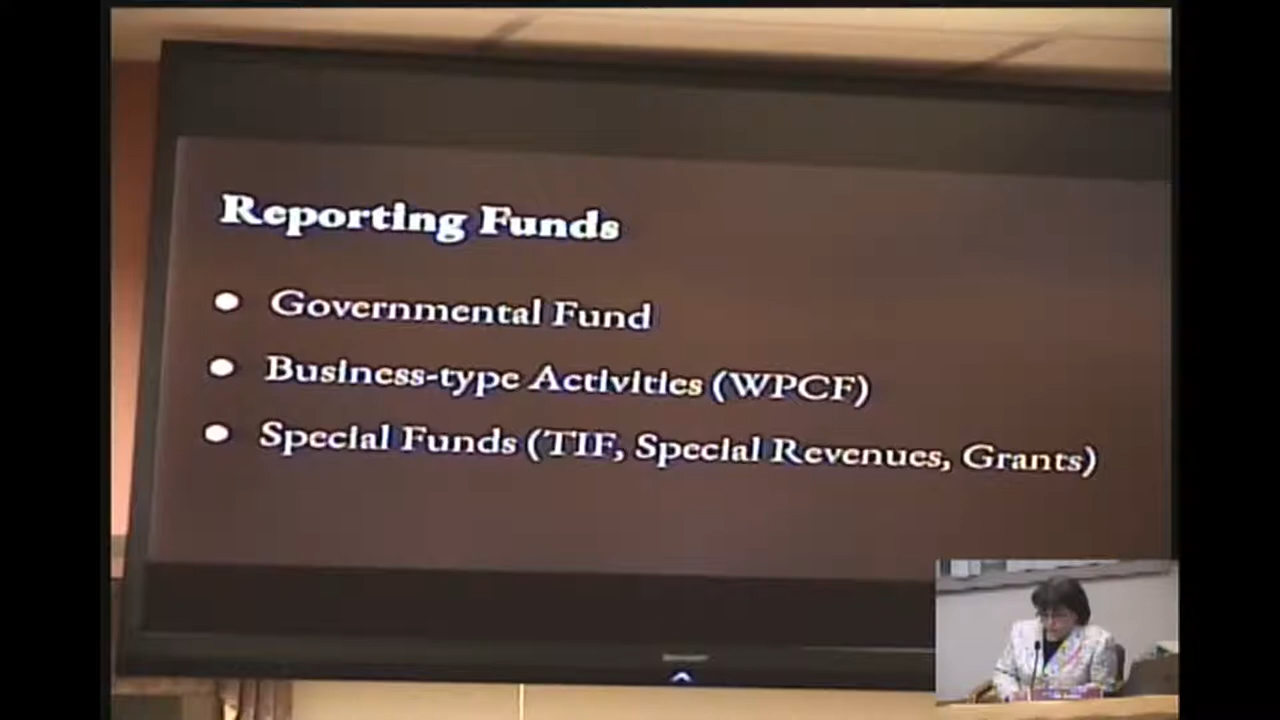 Reporting Funds
Governmental Fund
Business-type Activities (WPCF)
Special Funds (TIF, Special Revenues, Grants)